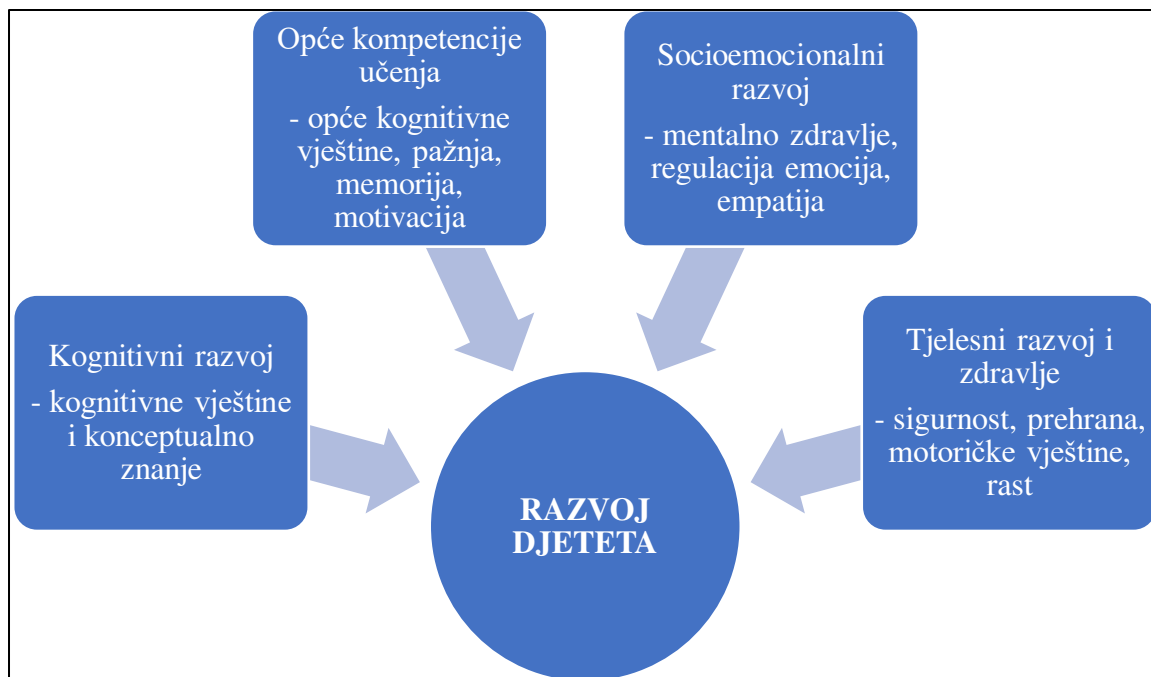 Opće kompetencije
učenja
- opće kognitivne
vještine, pažnja,
memorija,
motivacija
Socioemocionalni
razvoj
- mentalno zdravlje,
regulacija emocija,
empatija
Kognitivni razvoj
- kognitivne vještine
i konceptualno
znanje
Tjelesni razvoj i
zdravlje
- sigurnost, prehrana,
motoričke vještine,
rast
RAZVOJ
DJETETA